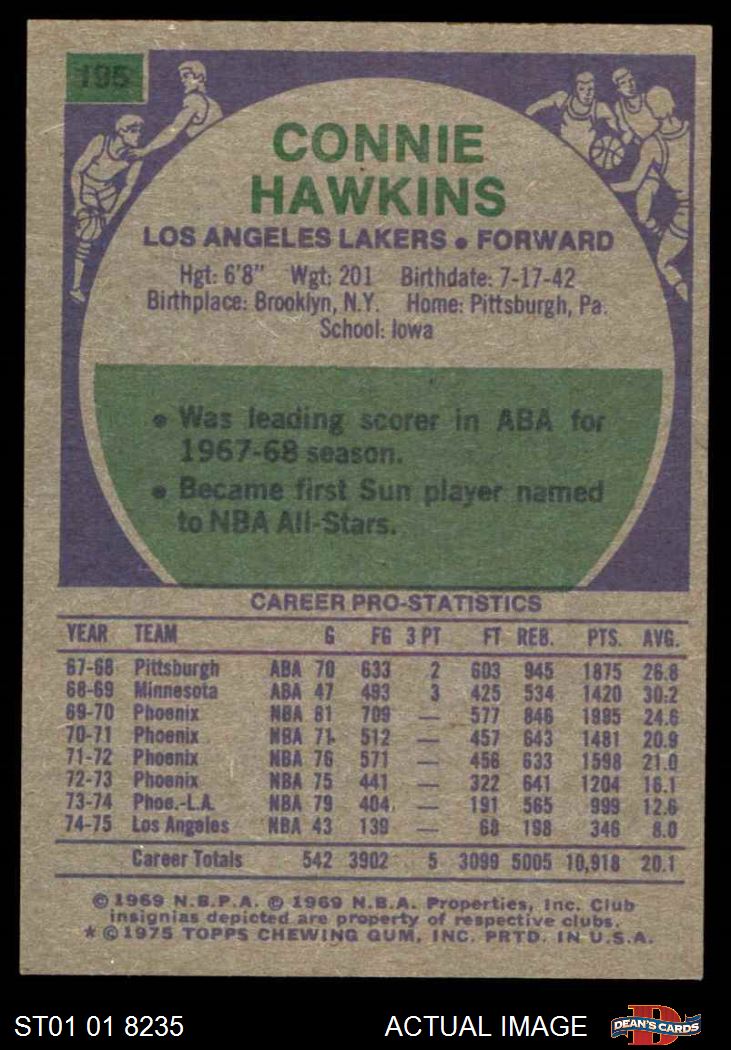 195
CONNIE
HAWKINS
LOS ANGELES LAKERS • FORWARD
Hgt: 6'8" Wgt: 201 Birthdate: 7-17-42
Birthplace: Brooklyn, N.Y. Home: Pittsburgh, Pa.
School: Iowa
• Was leading scorer in ABA for
1967-68 season.
• Became first Sun player named
to NBA All-Stars.
CAREER PRO-STATISTICS
YEAR TEAM G FG 3 PT FT REB. PTS. AVG.
67-68 Pittsburgh ABA 70 633 2 603 945 1875 26.8
68-69 Minnesota ABA 47 493 3 425 534 1420 30.2
69-70 Phoenix NBA 81 709 — 577 846 1995 24.6
70-71 Phoenix NBA 71 512 — 457 643 1481 20.9
71-72 Phoenix NBA 76 571 — 456 633 1598 21.0
72-73 Phoenix NBA 75 441 — 322 641 1204 16.1
73-74 Phoe.-L.A. NBA 79 404 — 191 565 999 12.6
74-75 Los Angeles NBA 43 139 — 68 198 346 8.0
Career Totals 542 3902 5 3099 5005 10,918 20.1
© 1969 N.B.P.A. © 1969 N.B.A. Properties, Inc. Club
insignias depicted are property of respective clubs.
* © 1975 TOPPS CHEWING GUM, INC. PRTD. IN U.S.A.
ST01 01 8235 ACTUAL IMAGE DEAN'S CARDS